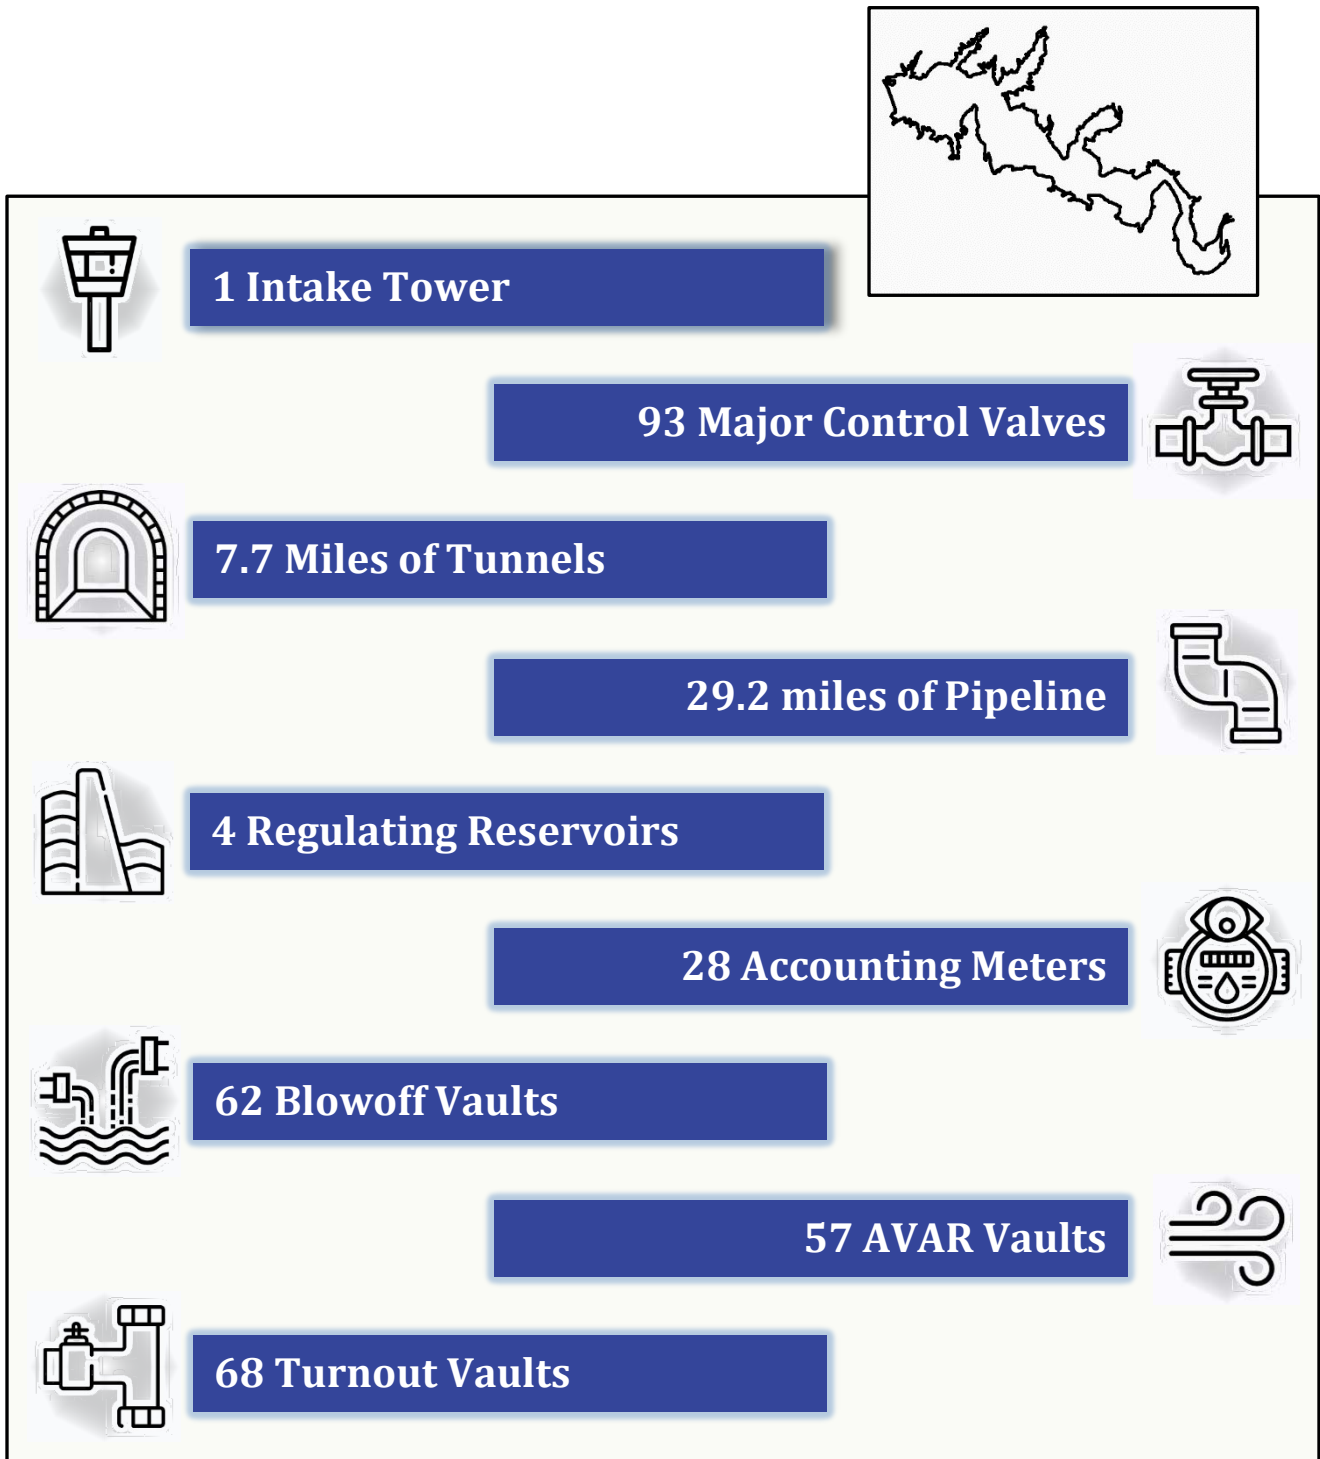 1 Intake Tower
93 Major Control Valves
7.7 Miles of Tunnels
29.2 miles of Pipeline
4 Regulating Reservoirs
28 Accounting Meters
62 Blowoff Vaults
57 AVAR Vaults
68 Turnout Vaults